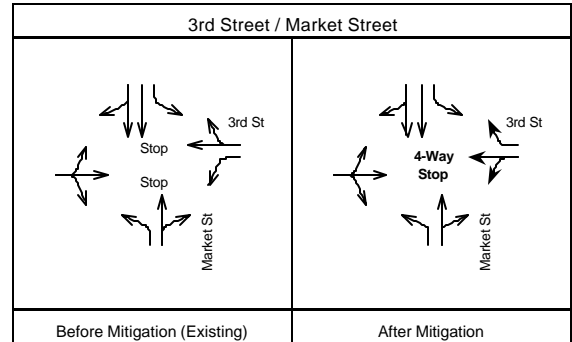 3rd Street / Market Street
3rd St
Stop
Stop
Market St
3rd St
4-Way
Stop
Market St
Before Mitigation (Existing)
After Mitigation